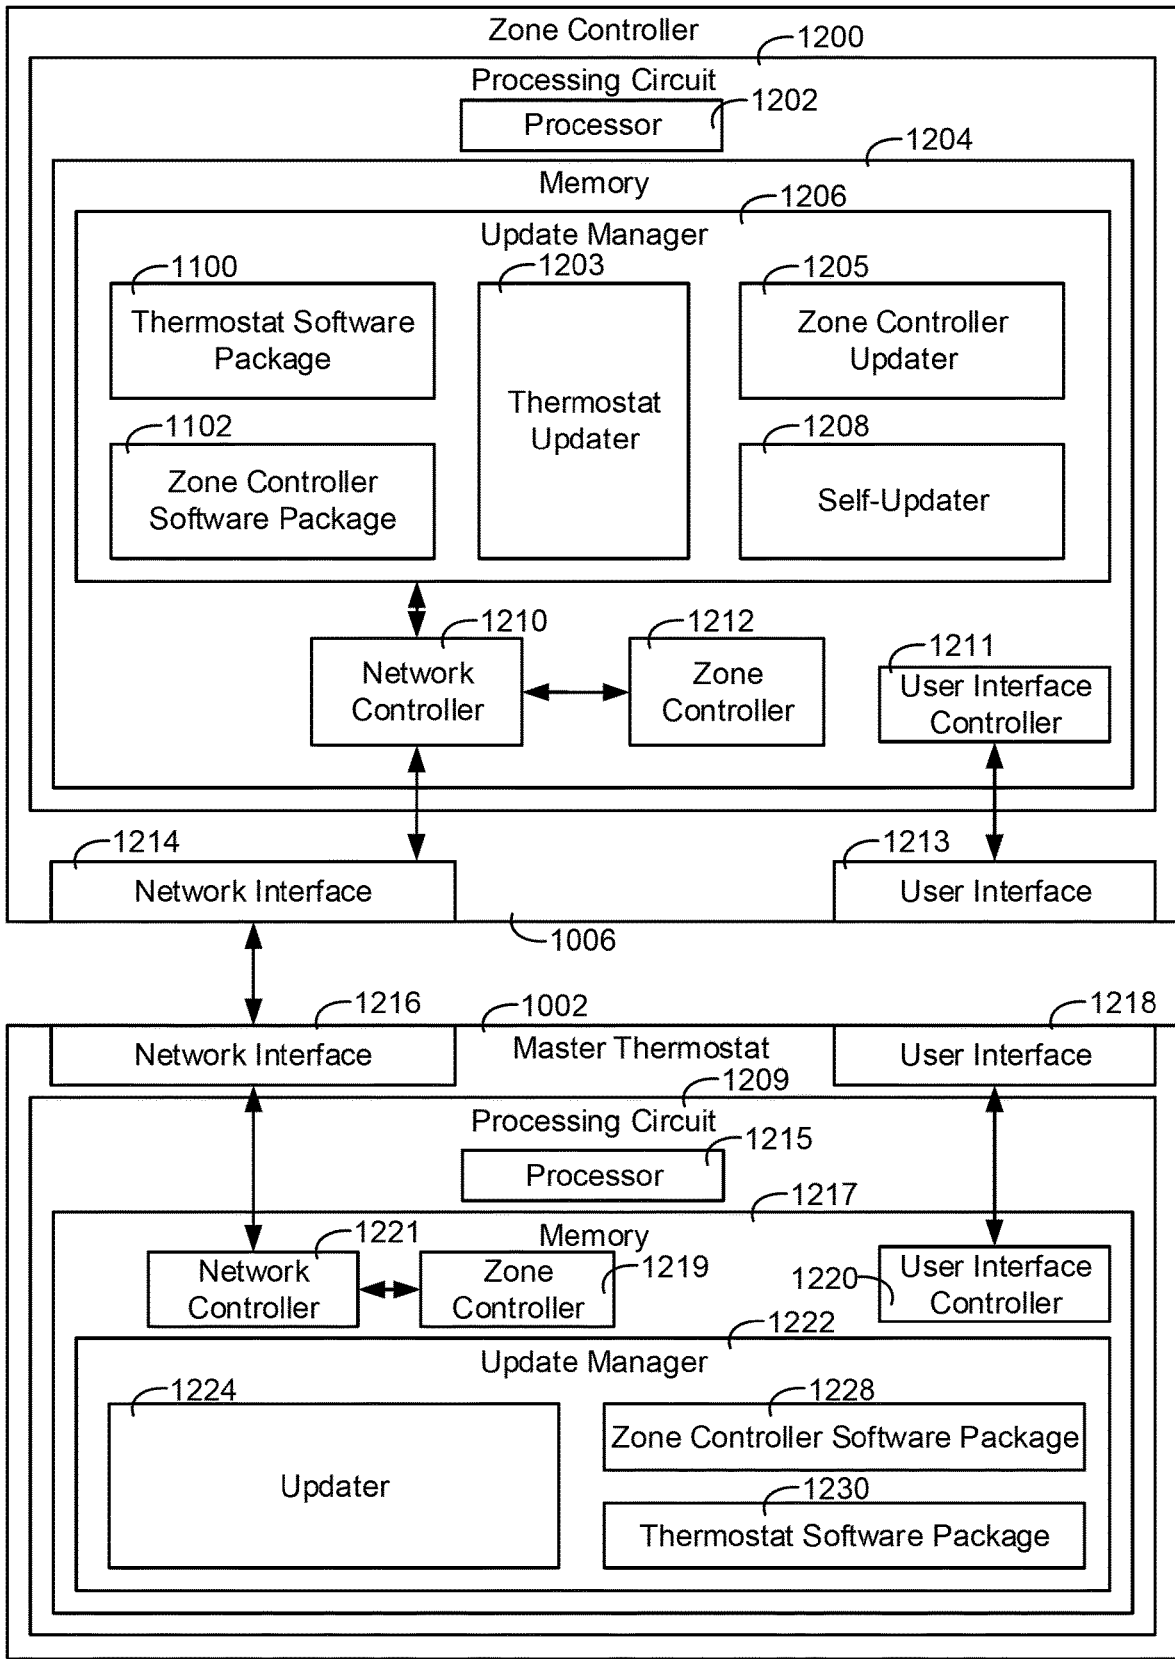 Zone Controller
1200
Processing Circuit
1202
Processor
1204
Memory
1206
Update Manager
1100
1203
1205
Thermostat Software
Package
Thermostat
Updater
Zone Controller
Updater
1102
1208
Zone Controller
Software Package
Self-Updater
1210
1212
1211
Network
Controller
Zone
Controller
User Interface
Controller
1214
1213
Network Interface
User Interface
1006
1216
1002
1218
Network Interface
Master Thermostat
User Interface
1209
Processing Circuit
1215
Processor
1217
Memory
1221
Network
Controller
Zone
Controller
1219
1220
User Interface
Controller
1222
Update Manager
1224
1228
Updater
Zone Controller Software Package
1230
Thermostat Software Package